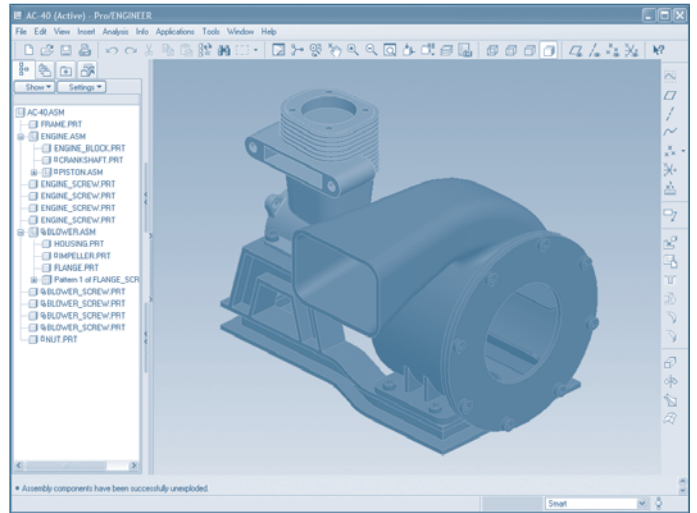 AC-40 (Active) - Pro/ENGINEER
File Edit View Insert Analysis Info Applications Tools Window Help
Show Settings
AC-40.ASM
FRAME.PRT
ENGINE.ASM
ENGINE_BLOCK.PRT
CRANKSHAFT.PRT
PISTON.ASM
ENGINE_SCREW.PRT
ENGINE_SCREW.PRT
ENGINE_SCREW.PRT
ENGINE_SCREW.PRT
BLOWER.ASM
HOUSING.PRT
IMPELLER.PRT
FLANGE.PRT
Pattern 1 of FLANGE_SCR
BLOWER_SCREW.PRT
BLOWER_SCREW.PRT
BLOWER_SCREW.PRT
BLOWER_SCREW.PRT
NUT.PRT
• Assembly components have been successfully unexploded.
Smart